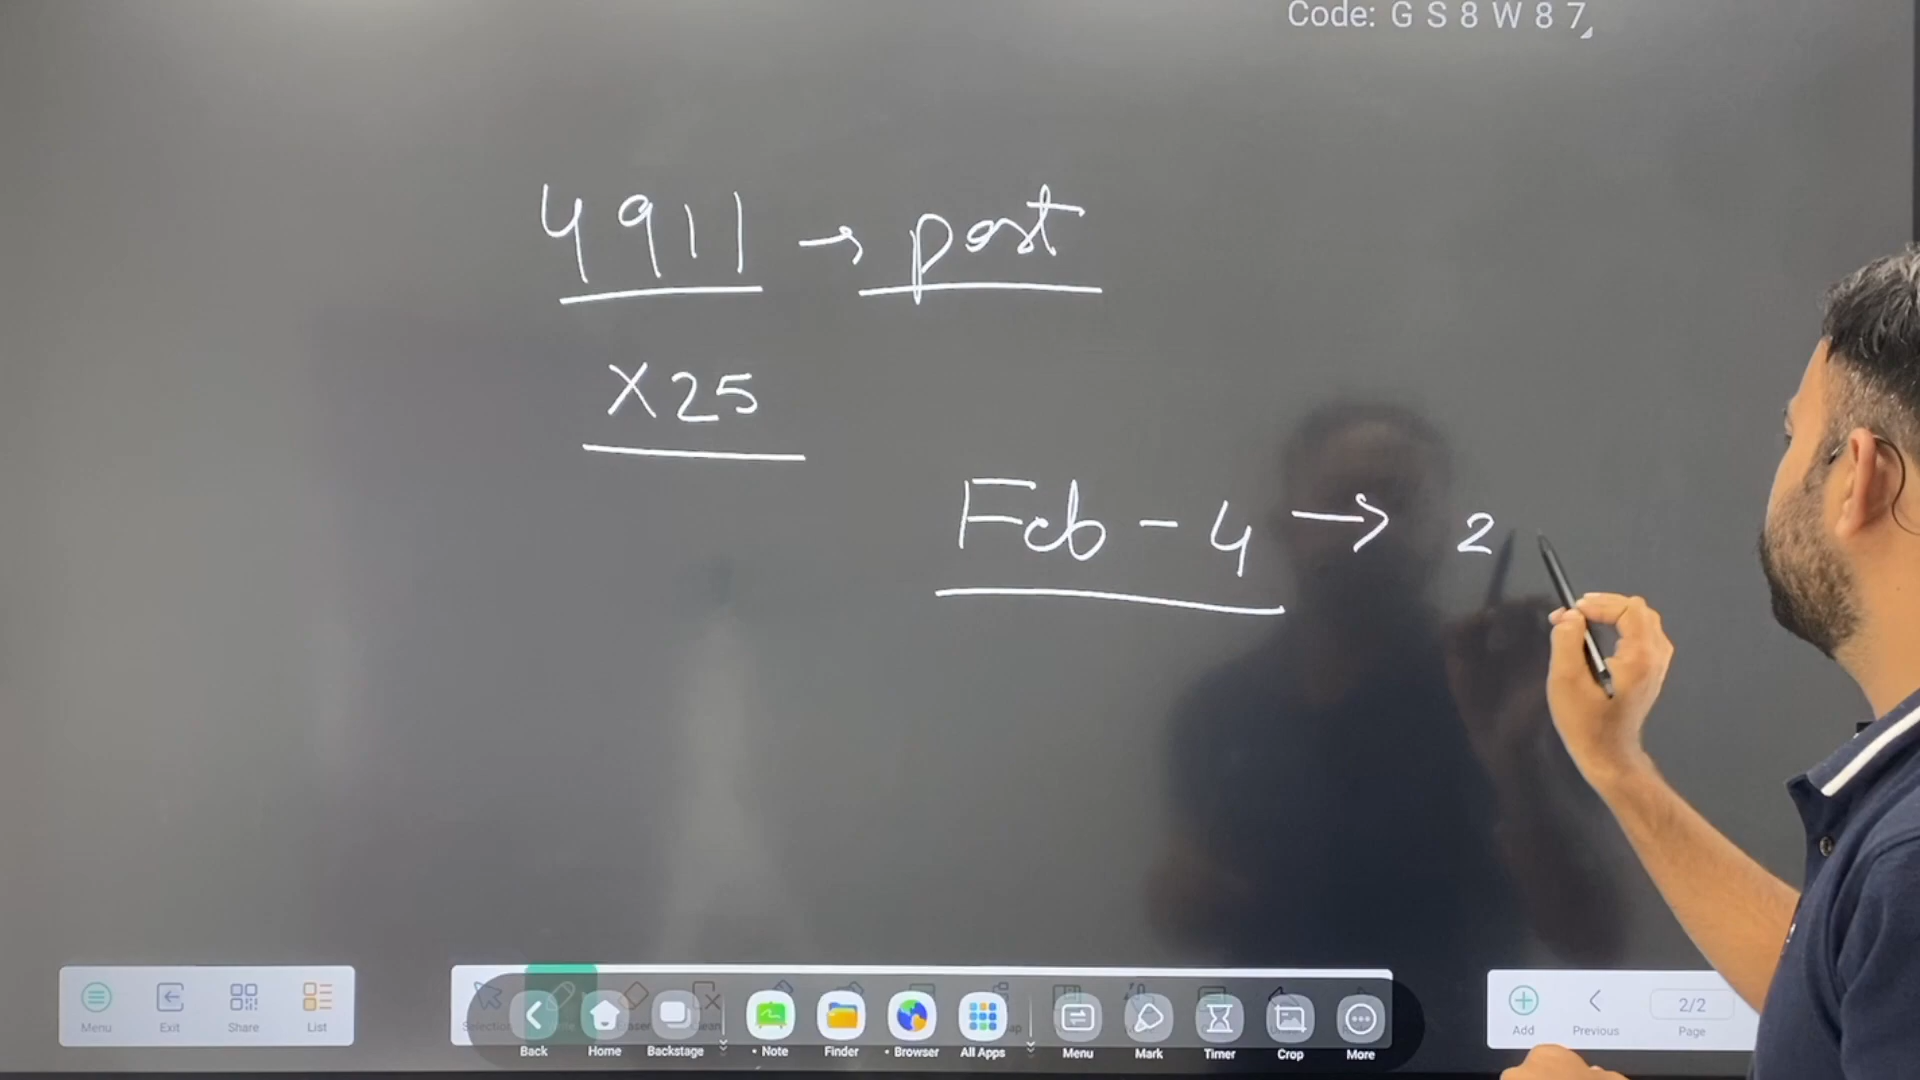 Code: G S 8 W 8 7
4911 → post
X25
Feb - 4 → 2
Menu Exit Share List
Back Home Backstage • Note Finder • Browser All Apps Menu Mark Timer Crop More
Add Previous 2/2 Page